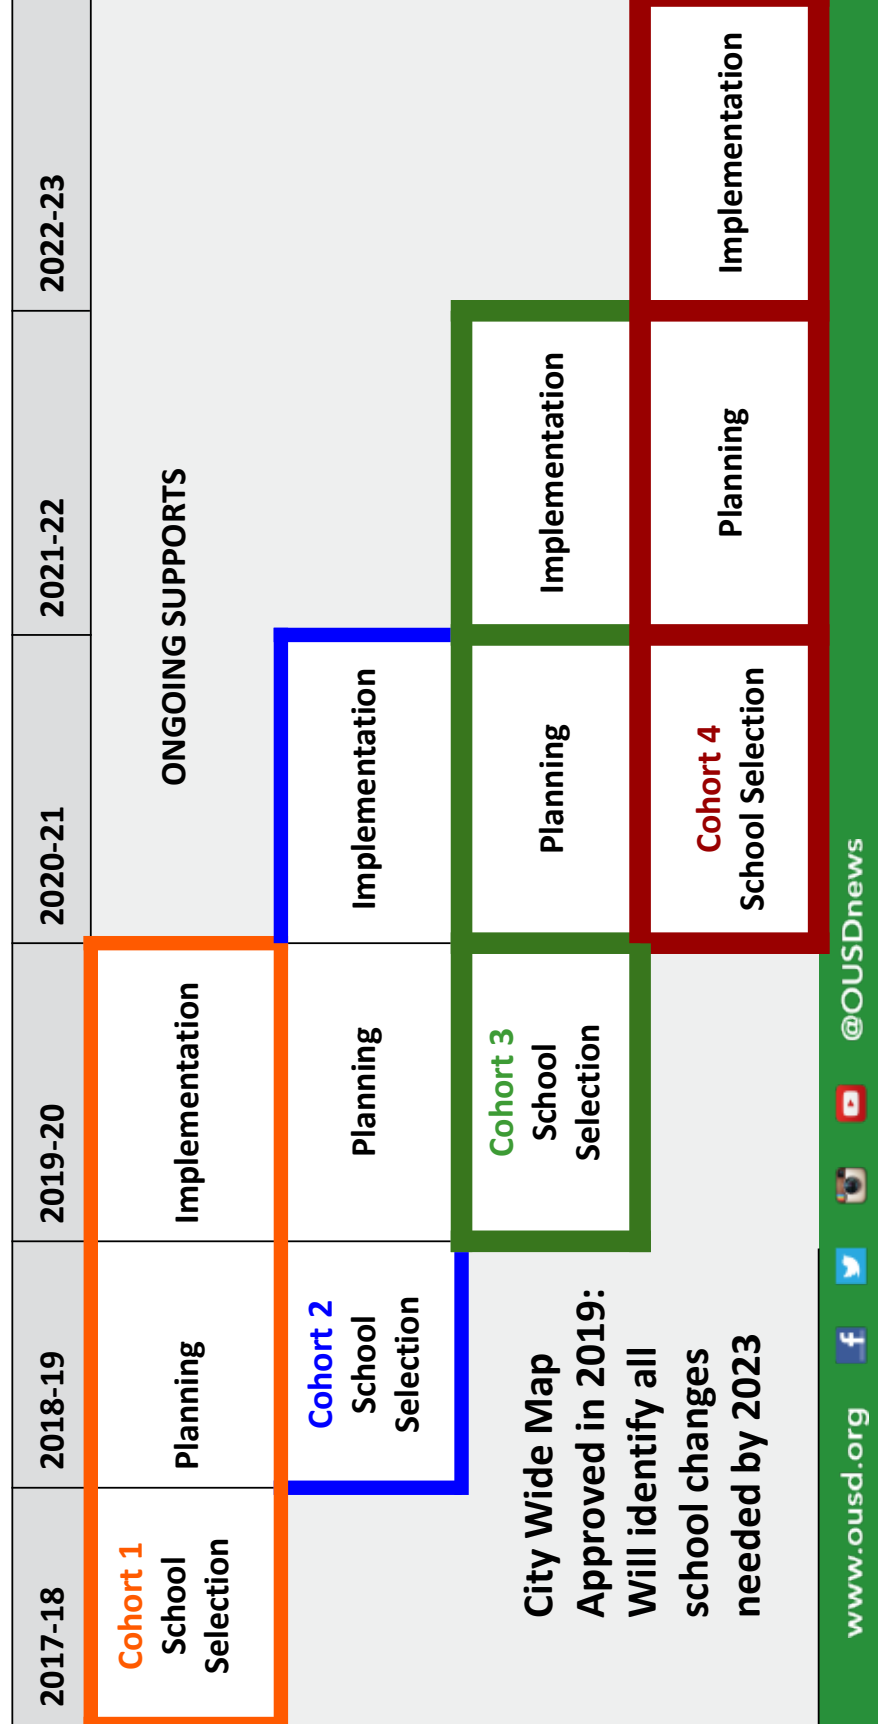 2017-18
2018-19
2019-20
2020-21
2021-22
2022-23
Cohort 1
School
Selection
Planning
Implementation
ONGOING SUPPORTS
Cohort 2
School
Selection
Planning
Implementation
Cohort 3
School
Selection
Planning
Implementation
Cohort 4
School Selection
Planning
Implementation
City Wide Map
Approved in 2019:
Will identify all
school changes
needed by 2023
www.ousd.org
@OUSDnews